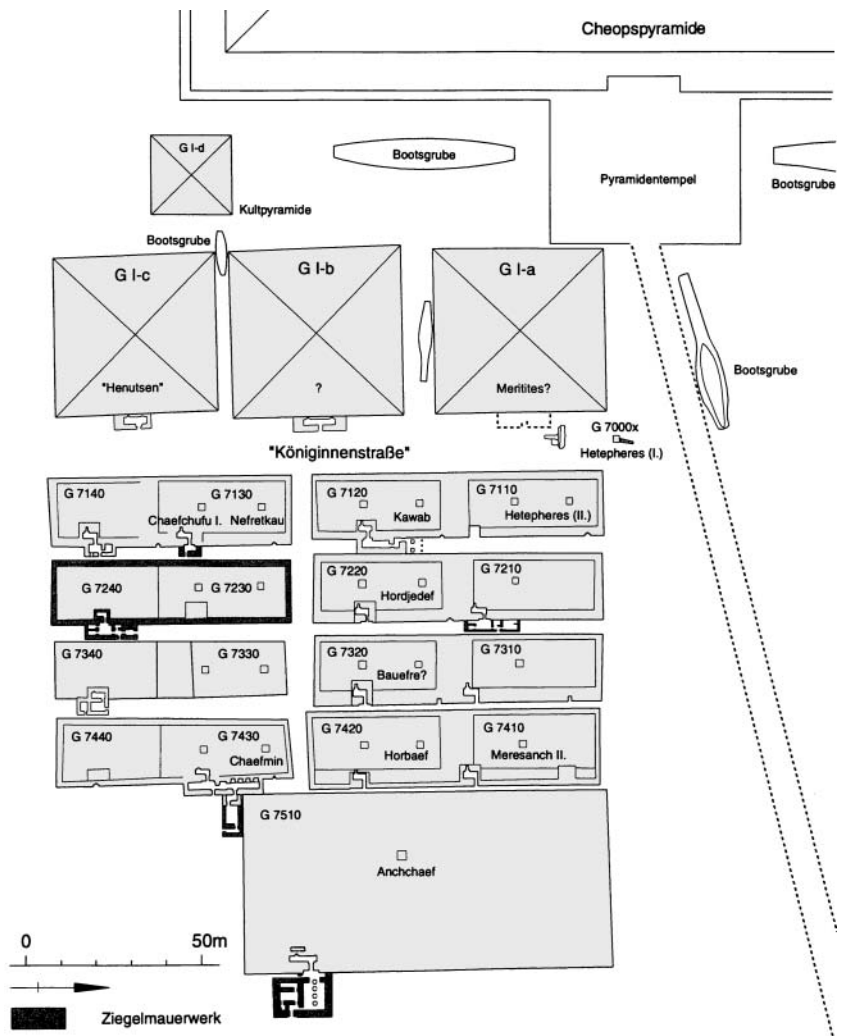 Cheopspyramide
G I-d
Bootsgrube
Pyramidentempel
Bootsgrube
Kultpyramide
Bootsgrube
G I-c
G I-b
G I-a
Bootsgrube
"Henutsen"
?
Meritites?
G 7000x
"Königinnenstraße"
Hetepheres (I.)
G 7140
G 7130
G 7120
G 7110
Chaefchufu I.
Nefretkau
Kawab
Hetepheres (II.)
G 7240
G 7230
G 7220
G 7210
Hordjedef
G 7340
G 7330
G 7320
G 7310
Bauefre?
G 7440
G 7430
G 7420
G 7410
Chaefmin
Horbaef
Meresanch II.
G 7510
Anchchaef
0
50m
Ziegelmauerwerk